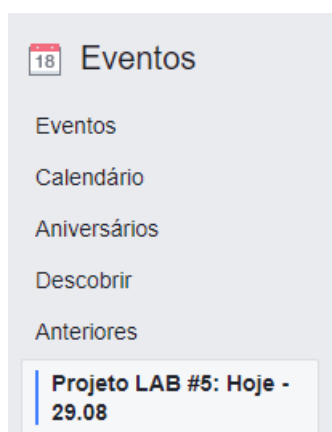 18 Eventos
Eventos
Calendário
Aniversários
Descobrir
Anteriores
Projeto LAB #5: Hoje -
29.08